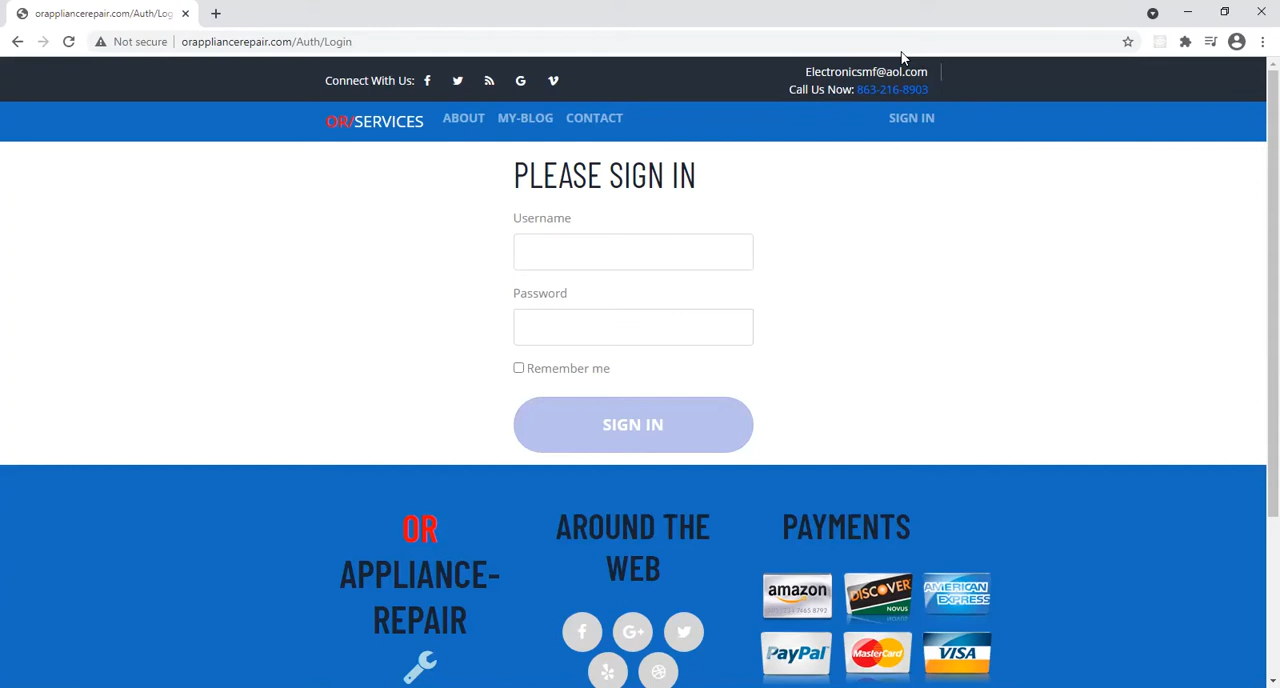 orappliancerepair.com/Auth/Log
Not secure
orappliancerepair.com/Auth/Login
Connect With Us:
Electronicsmf@aol.com
Call Us Now: 863-216-8903
OR/SERVICES
ABOUT
MY-BLOG
CONTACT
SIGN IN
PLEASE SIGN IN
Username
Password
Remember me
SIGN IN
OR
APPLIANCE-
REPAIR
AROUND THE
WEB
PAYMENTS
amazon
DISCOVER
NOVUS
AMERICAN
EXPRESS
PayPal
MasterCard
VISA